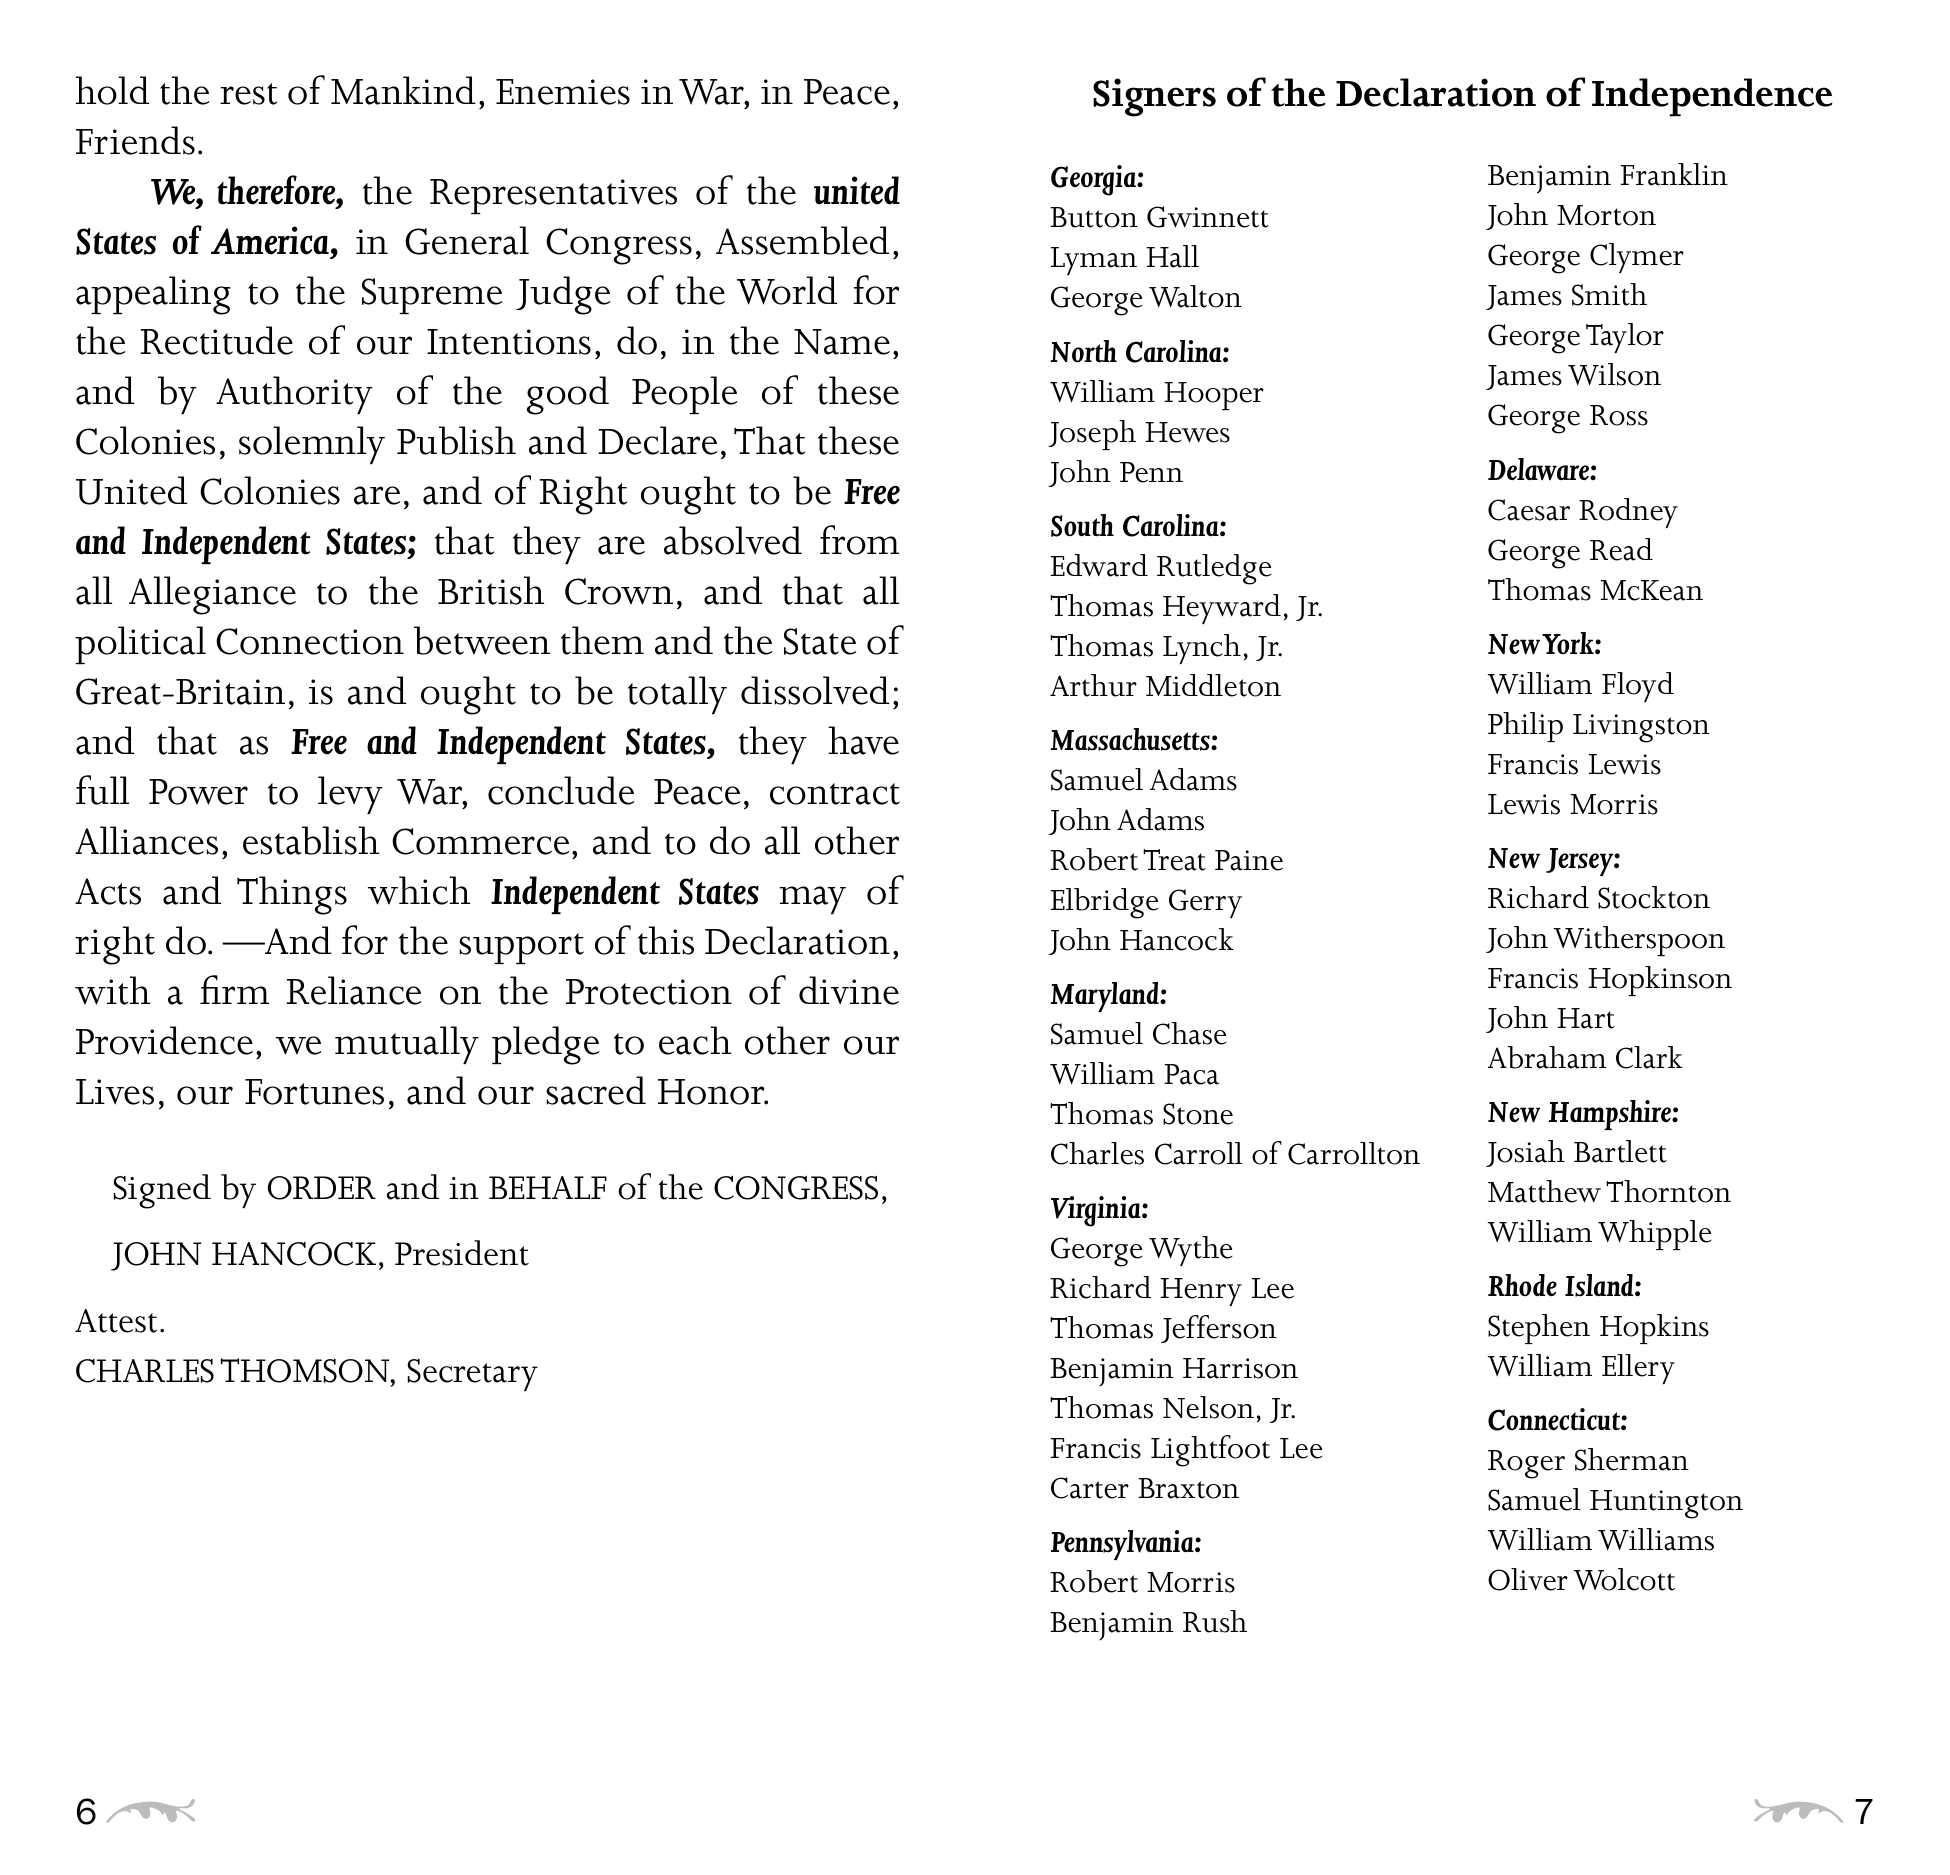 hold the rest of Mankind, Enemies in War, in Peace,
Friends.
We, therefore, the Representatives of the united
States of America, in General Congress, Assembled,
appealing to the Supreme Judge of the World for
the Rectitude of our Intentions, do, in the Name,
and by Authority of the good People of these
Colonies, solemnly Publish and Declare, That these
United Colonies are, and of Right ought to be Free
and Independent States; that they are absolved from
all Allegiance to the British Crown, and that all
political Connection between them and the State of
Great-Britain, is and ought to be totally dissolved;
and that as Free and Independent States, they have
full Power to levy War, conclude Peace, contract
Alliances, establish Commerce, and to do all other
Acts and Things which Independent States may of
right do. —And for the support of this Declaration,
with a firm Reliance on the Protection of divine
Providence, we mutually pledge to each other our
Lives, our Fortunes, and our sacred Honor.
Signed by ORDER and in BEHALF of the CONGRESS,
JOHN HANCOCK, President
Attest.
CHARLES THOMSON, Secretary
6
Signers of the Declaration of Independence
Georgia:
Button Gwinnett
Lyman Hall
George Walton
North Carolina:
William Hooper
Joseph Hewes
John Penn
South Carolina:
Edward Rutledge
Thomas Heyward, Jr.
Thomas Lynch, Jr.
Arthur Middleton
Massachusetts:
Samuel Adams
John Adams
Robert Treat Paine
Elbridge Gerry
John Hancock
Maryland:
Samuel Chase
William Paca
Thomas Stone
Charles Carroll of Carrollton
Virginia:
George Wythe
Richard Henry Lee
Thomas Jefferson
Benjamin Harrison
Thomas Nelson, Jr.
Francis Lightfoot Lee
Carter Braxton
Pennsylvania:
Robert Morris
Benjamin Rush
Benjamin Franklin
John Morton
George Clymer
James Smith
George Taylor
James Wilson
George Ross
Delaware:
Caesar Rodney
George Read
Thomas McKean
New York:
William Floyd
Philip Livingston
Francis Lewis
Lewis Morris
New Jersey:
Richard Stockton
John Witherspoon
Francis Hopkinson
John Hart
Abraham Clark
New Hampshire:
Josiah Bartlett
Matthew Thornton
William Whipple
Rhode Island:
Stephen Hopkins
William Ellery
Connecticut:
Roger Sherman
Samuel Huntington
William Williams
Oliver Wolcott
7